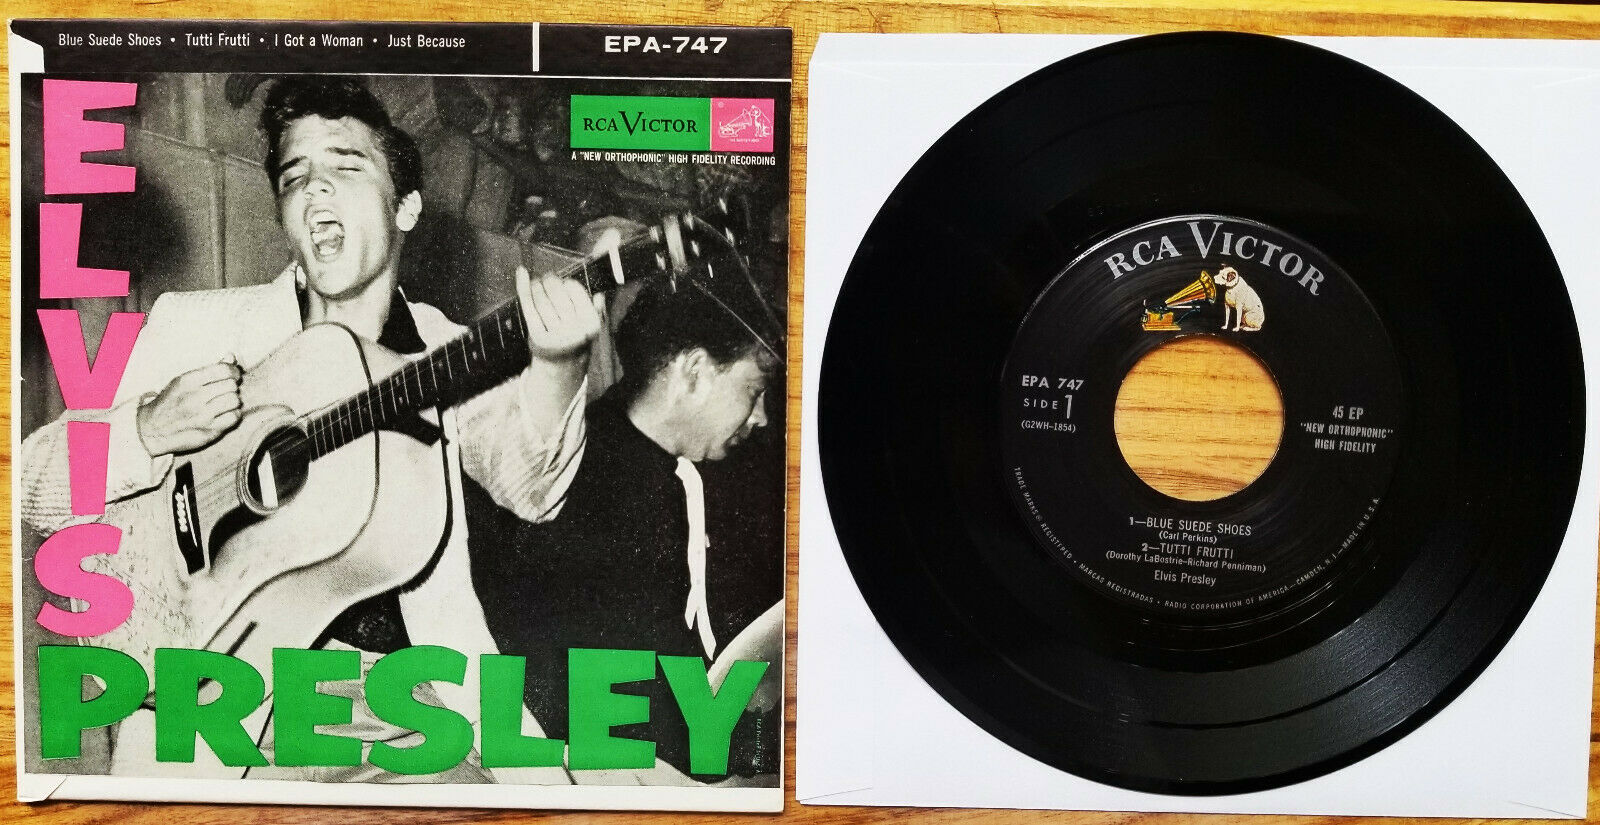 Blue Suede Shoes • Tutti Frutti • I Got a Woman • Just Because
EPA-747
ELVIS
PRESLEY
RCA VICTOR
A "NEW ORTHOPHONIC" HIGH FIDELITY RECORDING
RCA VICTOR
EPA 747
SIDE 1
(G2WH-1854)
45 EP
"NEW ORTHOPHONIC"
HIGH FIDELITY
1—BLUE SUEDE SHOES
(Carl Perkins)
2—TUTTI FRUTTI
(Dorothy LaBostrie-Richard Penniman)
Elvis Presley
TRADE MARKS ® REGISTERED • MARCAS REGISTRADAS • RADIO CORPORATION OF AMERICA—CAMDEN, N. J.—MADE IN U.S.A.